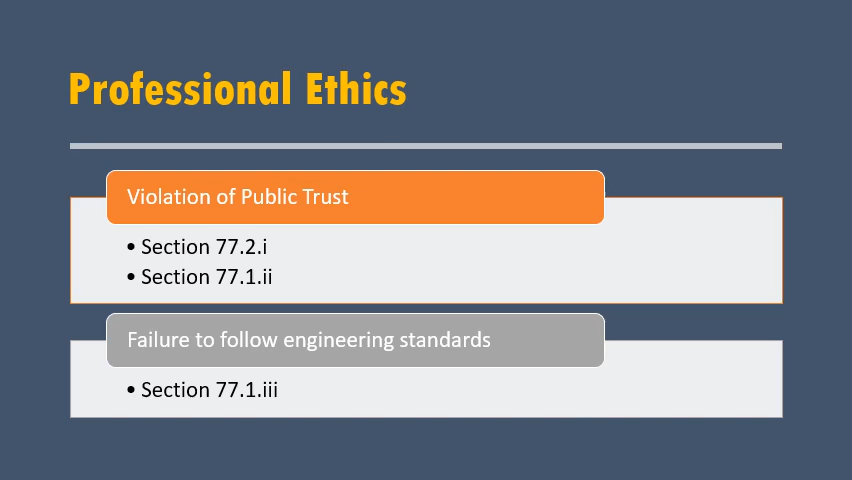 Professional Ethics
Violation of Public Trust
• Section 77.2.i
• Section 77.1.ii
Failure to follow engineering standards
• Section 77.1.iii